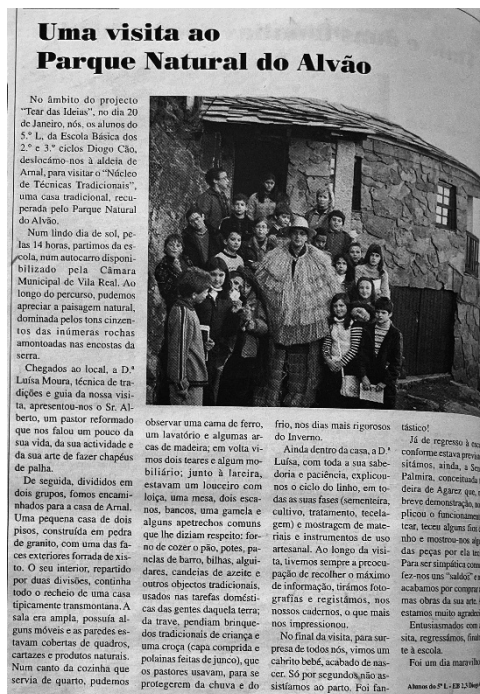 Uma visita ao
Parque Natural do Alvão
No âmbito do projecto
"Tear das Ideias", no dia 20
de Janeiro, nós, os alunos do
5.º L, da Escola Básica dos
2.º e 3.º ciclos Diogo Cão,
deslocámo-nos à aldeia de
Arnal, para visitar o "Núcleo
de Técnicas Tradicionais",
uma casa tradicional, recu-
perada pelo Parque Natural
do Alvão.
Num lindo dia de sol, pe-
las 14 horas, partimos da es-
cola, num autocarro disponi-
bilizado pela Câmara
Municipal de Vila Real. Ao
longo do percurso, pudemos
apreciar a paisagem natural,
dominada pelos tons cinzen-
tos das inúmeras rochas
amontoadas nas encostas da
serra.
Chegados ao local, a D.ª
Luísa Moura, técnica de tra-
dições e guia da nossa visi-
ta, apresentou-nos o Sr. Al-
berto, um pastor reformado
que nos falou um pouco da
sua vida, da sua actividade e
da sua arte de fazer chapéus
de palha.
De seguida, divididos em
dois grupos, fomos encami-
nhados para a casa de Arnal.
Uma pequena casa de dois
pisos, construída em pedra
de granito, com uma das fa-
ces exteriores forrada de xis-
to. O seu interior, repartido
por duas divisões, continha
todo o recheio de uma casa
tipicamente transmontana. A
sala era ampla, possuía al-
guns móveis e as paredes es-
tavam cobertas de quadros,
cartazes e produtos naturais.
Num canto da cozinha que
servia de quarto, pudemos
observar uma cama de ferro,
um lavatório e algumas ar-
cas de madeira; em volta vi-
mos dois teares e algum mo-
biliário; junto à lareira,
estavam um louceiro com
loiça, uma mesa, dois esca-
nos, bancos, uma gamela e
alguns apetrechos comuns
que lhe diziam respeito: for-
no de cozer o pão, potes, pa-
nelas de barro, bilhas, algui-
dares, candeias de azeite e
outros objectos tradicionais,
usados nas tarefas domésti-
cas das gentes daquela terra;
da trave, pendiam brinque-
dos tradicionais de criança e
uma croça (capa comprida e
polainas feitas de junco), que
os pastores usavam, para se
protegerem da chuva e do
frio, nos dias mais rigorosos
do Inverno.
Ainda dentro da casa, a D.ª
Luísa, com toda a sua sabe-
doria e paciência, explicou-
nos o ciclo do linho, em to-
das as suas fases (sementeira,
cultivo, tratamento, tecela-
gem) e mostragem de mate-
riais e instrumentos de uso
artesanal. Ao longo da visi-
ta, tivemos sempre a preocu-
pação de recolher o máximo
de informação, tirámos foto-
grafias e registámos, nos
nossos cadernos, o que mais
nos impressionou.
No final da visita, para sur-
presa de todos nós, vimos um
cabrito bebé, acabado de nas-
cer. Só por segundos não as-
sistíamos ao parto. Foi fan-
tástico!
Já de regresso à esc
conforme estava previ
sitámos, ainda, a Se
Palmira, conceituada
deira de Agarez que,
breve demonstração, n
plicou o funcionamen
tear, teceu alguns fios d
nho e mostrou-nos alg
das peças por ela tec
Para ser simpática com
fez-nos uns "saldoi" e n
acabamos por compra
mas obras da sua arte.
estamos muito agrade
Entusiasmados com
sita, regressámos, final
te à escola.
Foi um dia maravilh
Alunos do 5º L - EB 2,3 Diogo